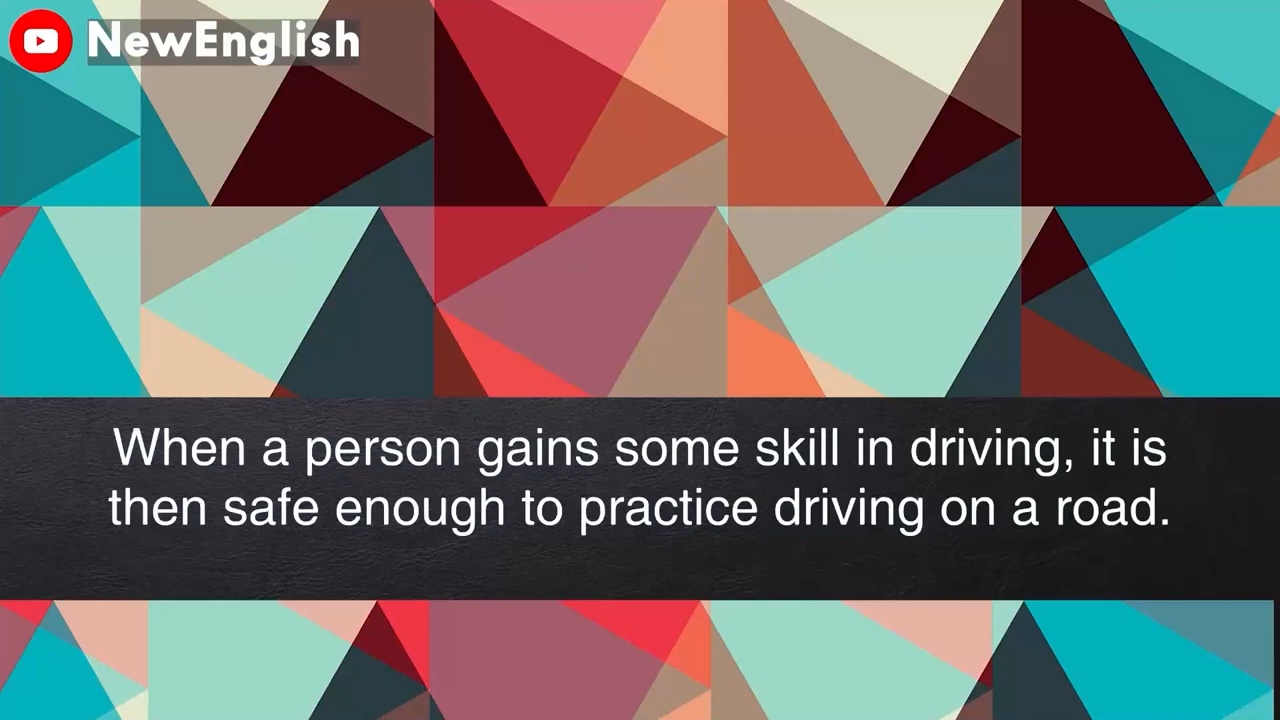 NewEnglish
When a person gains some skill in driving, it is
then safe enough to practice driving on a road.